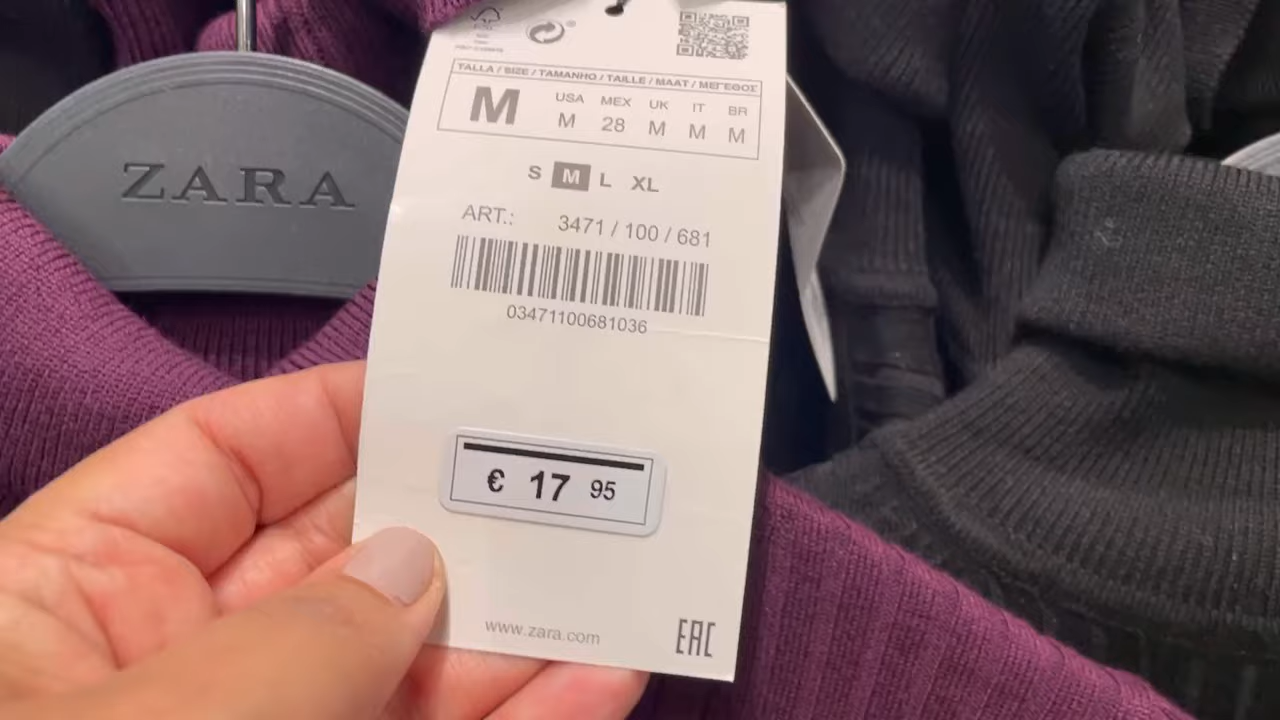 ZARA
TALLA / SIZE / TAMANHO / TAILLE / MAAT / ΜΕΓΕΘΟΣ
M
USA MEX UK IT BR
M 28 M M M
S M L XL
ART.: 3471 / 100 / 681
03471100681036
€ 17 95
www.zara.com
EAC